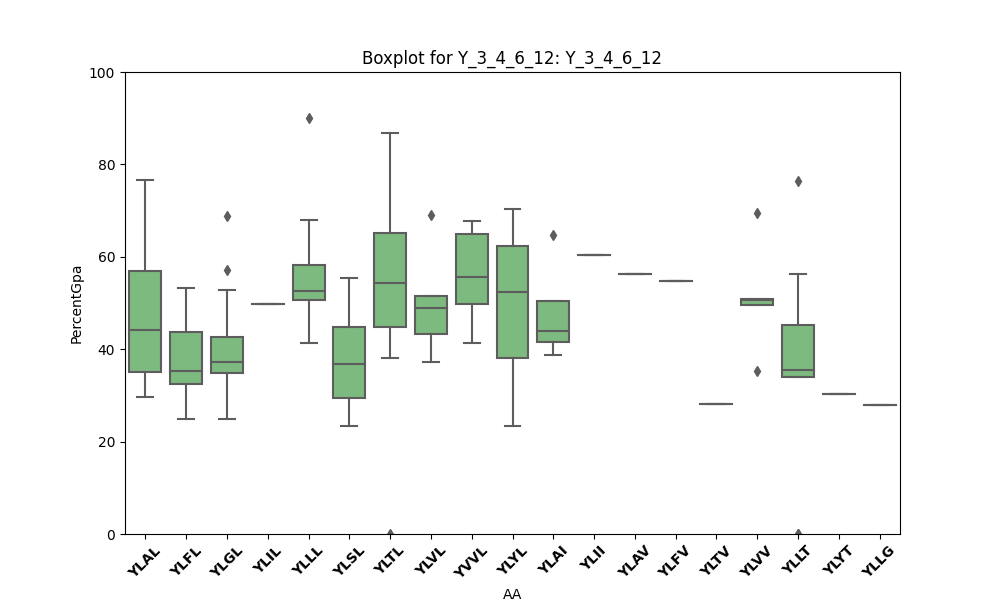 Boxplot for Y_3_4_6_12: Y_3_4_6_12
100
80
60
40
20
0
PercentGpa
YLAL
YLFL
YLGL
YLIL
YLLL
YLSL
YLTL
YLVL
YVVL
YLYL
YLAI
YLII
YLAV
YLFV
YLTV
YLVV
YLLT
YLYT
YLLG
AA